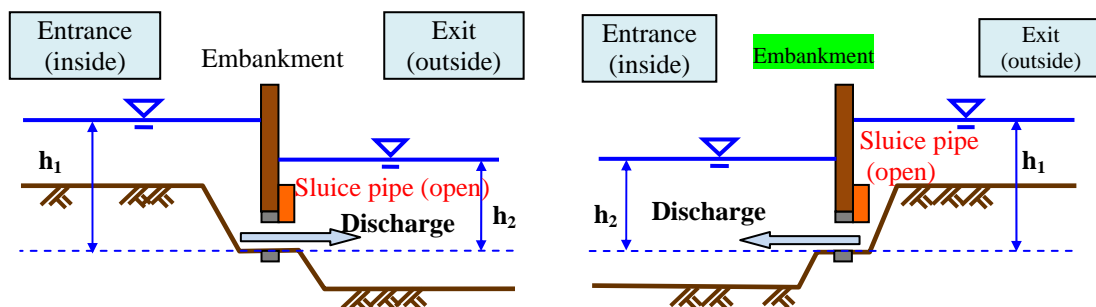 Entrance
(inside)
Embankment
Exit
(outside)
h1
Sluice pipe (open)
Discharge
h2
Entrance
(inside)
Embankment
Exit
(outside)
Sluice pipe
(open)
h1
h2
Discharge